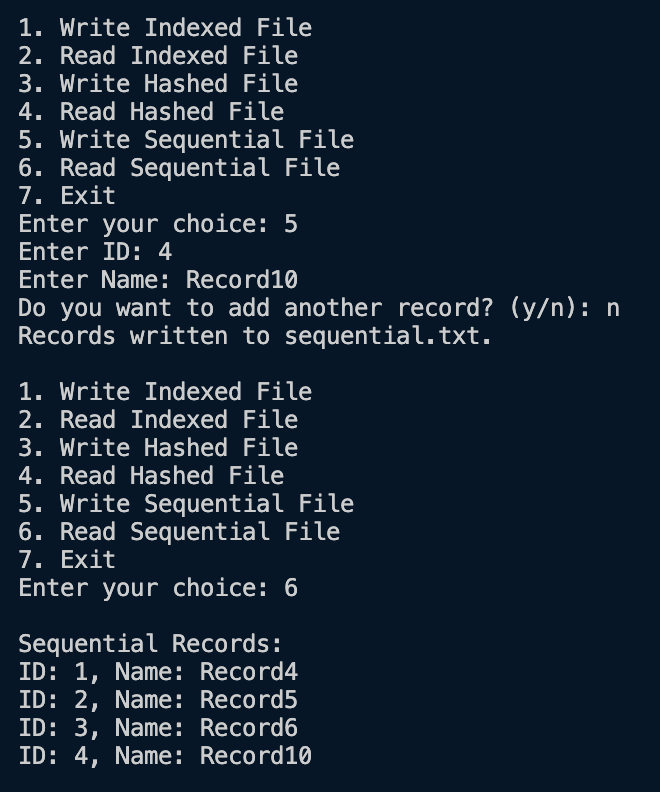 1. Write Indexed File
2. Read Indexed File
3. Write Hashed File
4. Read Hashed File
5. Write Sequential File
6. Read Sequential File
7. Exit
Enter your choice: 5
Enter ID: 4
Enter Name: Record10
Do you want to add another record? (y/n): n
Records written to sequential.txt.
1. Write Indexed File
2. Read Indexed File
3. Write Hashed File
4. Read Hashed File
5. Write Sequential File
6. Read Sequential File
7. Exit
Enter your choice: 6
Sequential Records:
ID: 1, Name: Record4
ID: 2, Name: Record5
ID: 3, Name: Record6
ID: 4, Name: Record10